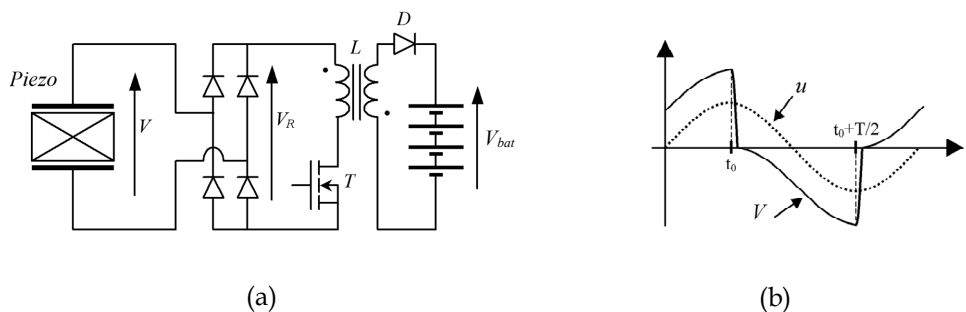 Piezo
V
V_R
L
D
T
V_bat
(a)
u
t_0
t_0+T/2
V
(b)